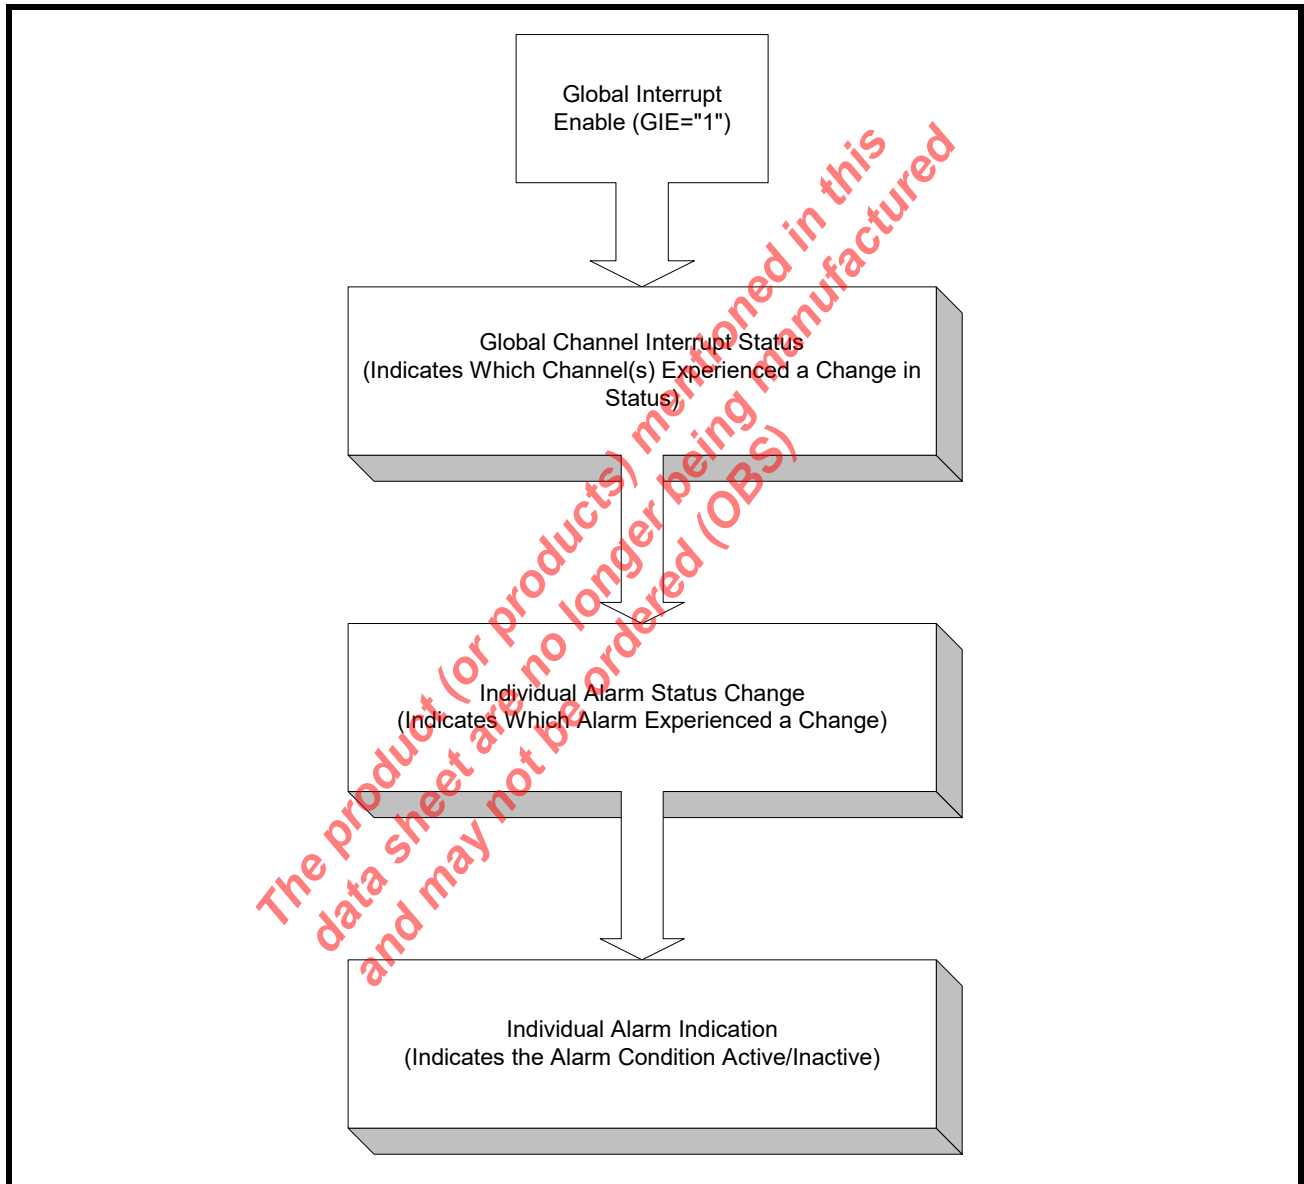 Global Interrupt
Enable (GIE="1")
Global Channel Interrupt Status
(Indicates Which Channel(s) Experienced a Change in
Status)
Individual Alarm Status Change
(Indicates Which Alarm Experienced a Change)
Individual Alarm Indication
(Indicates the Alarm Condition Active/Inactive)
The product (or products) mentioned in this
data sheet are no longer being manufactured
and may not be ordered (OBS)